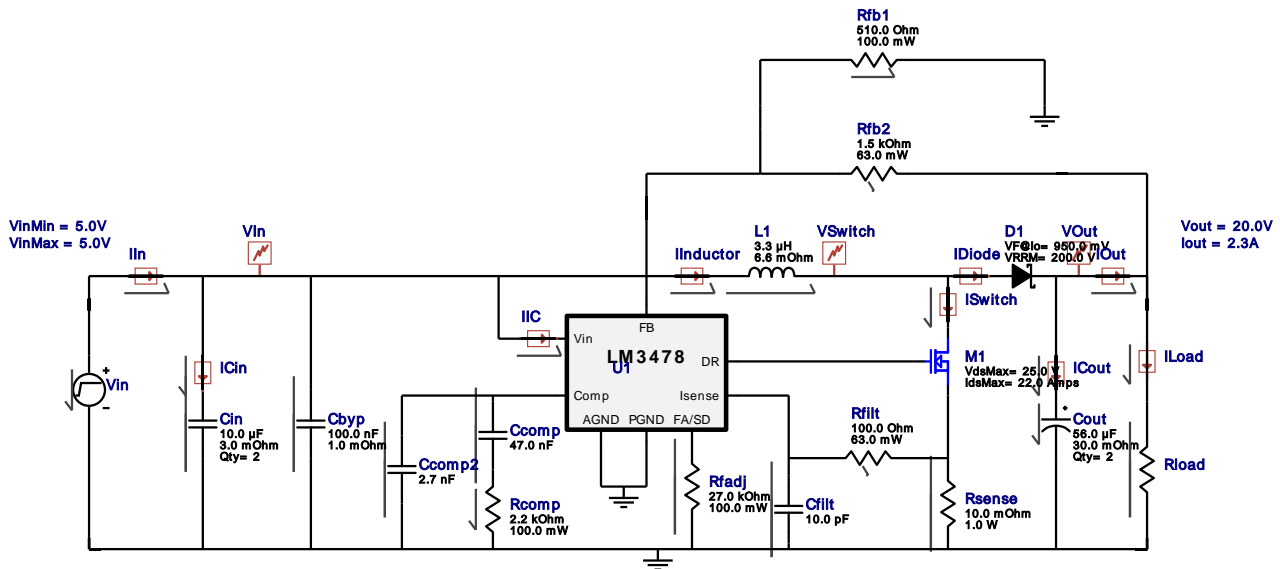 Rfb1
510.0 Ohm
100.0 mW
Rfb2
1.5 kOhm
63.0 mW
VinMin = 5.0V
VinMax = 5.0V
IIn
VIn
IInductor
L1
3.3 µH
6.6 mOhm
VSwitch
IDiode
D1
VF@Io= 950.0 mV
VRRM= 200.0 V
VOut
IOut
Vout = 20.0V
Iout = 2.3A
ISwitch
IIC
FB
Vin
LM3478
U1
DR
Comp
Isense
AGND
PGND
FA/SD
M1
VdsMax= 25.0 V
IdsMax= 22.0 Amps
ICout
ILoad
Vin
+
−
ICin
Cin
10.0 µF
3.0 mOhm
Qty= 2
Cbyp
100.0 nF
1.0 mOhm
Ccomp2
2.7 nF
Ccomp
47.0 nF
Rcomp
2.2 kOhm
100.0 mW
Rfadj
27.0 kOhm
100.0 mW
Rfilt
100.0 Ohm
63.0 mW
Cfilt
10.0 pF
Rsense
10.0 mOhm
1.0 W
+
Cout
56.0 µF
30.0 mOhm
Qty= 2
Rload